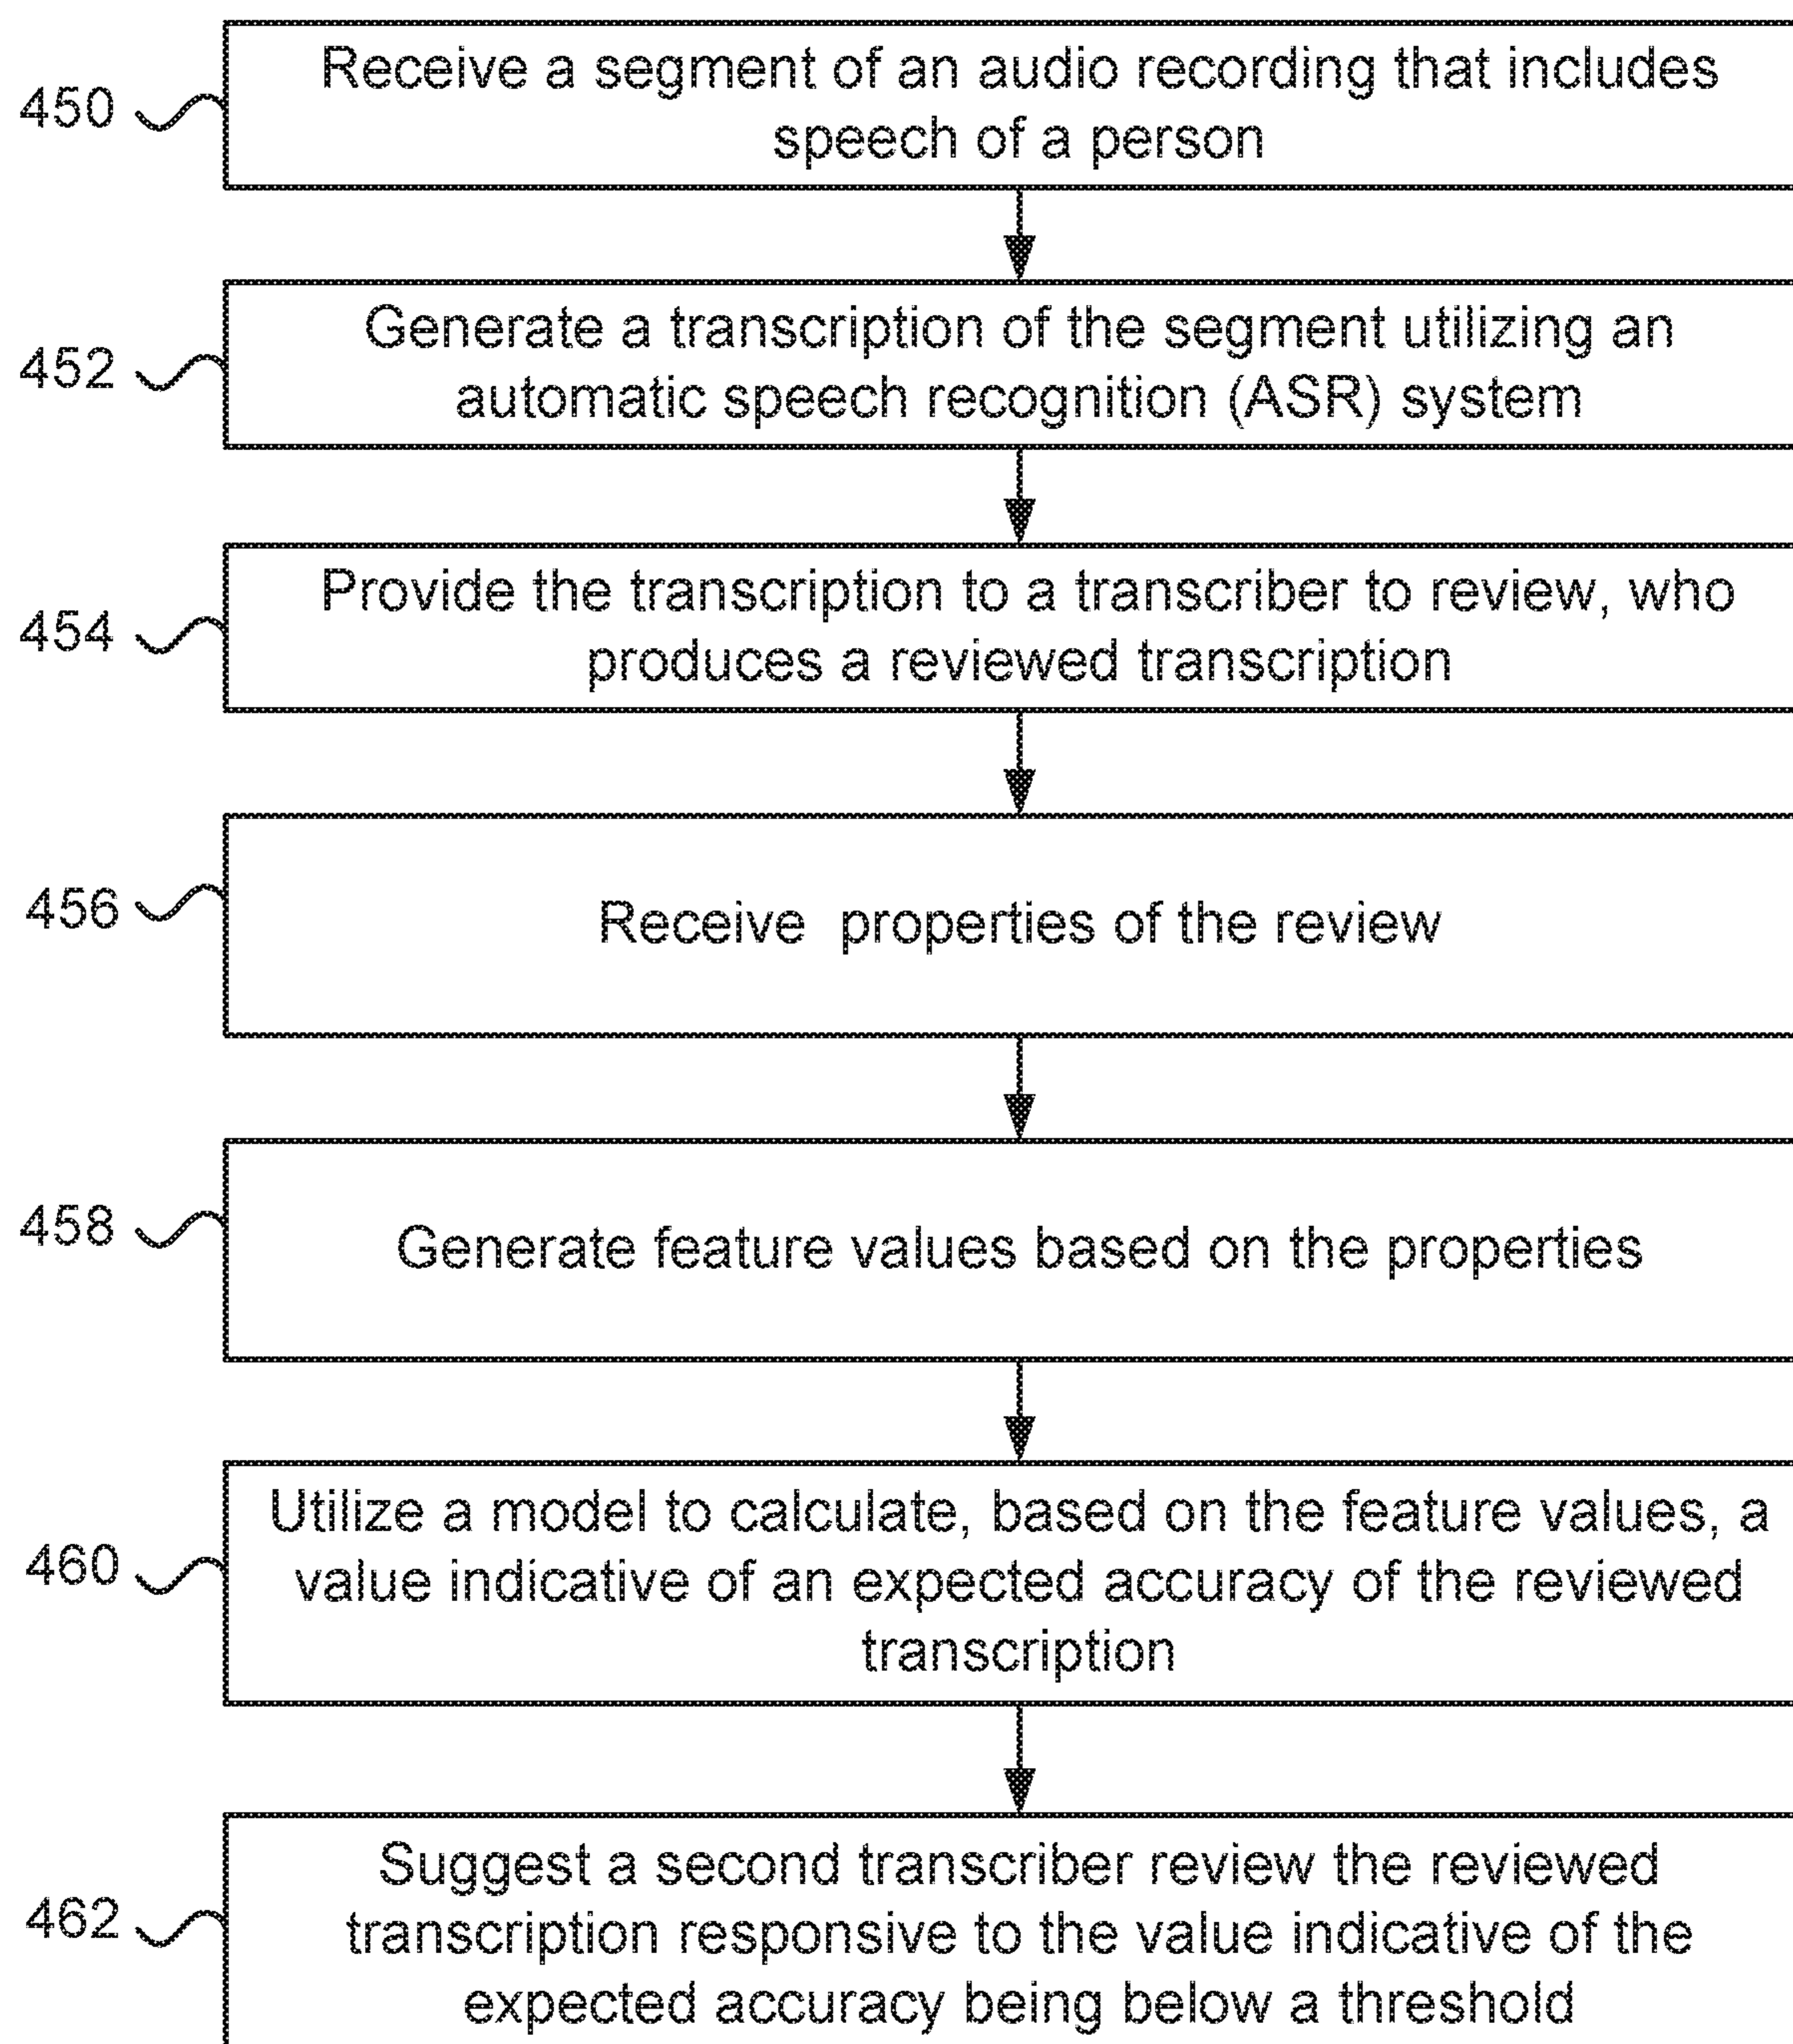 450
Receive a segment of an audio recording that includes
speech of a person
452
Generate a transcription of the segment utilizing an
automatic speech recognition (ASR) system
454
Provide the transcription to a transcriber to review, who
produces a reviewed transcription
456
Receive properties of the review
458
Generate feature values based on the properties
460
Utilize a model to calculate, based on the feature values, a
value indicative of an expected accuracy of the reviewed
transcription
462
Suggest a second transcriber review the reviewed
transcription responsive to the value indicative of the
expected accuracy being below a threshold